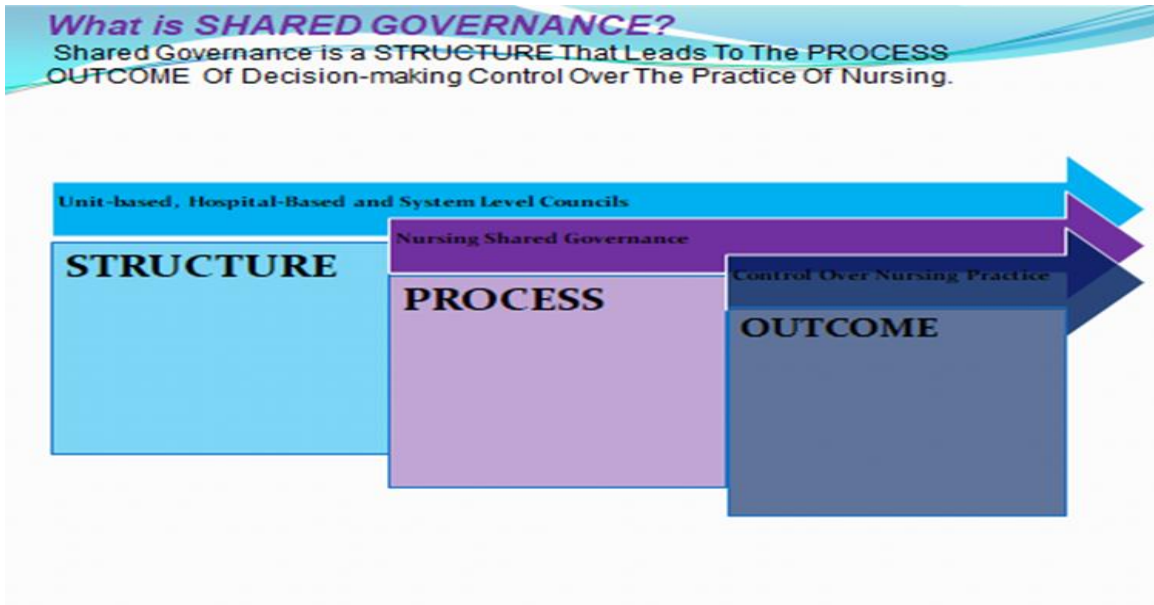 What is SHARED GOVERNANCE?
Shared Governance is a STRUCTURE That Leads To The PROCESS
OUTCOME Of Decision-making Control Over The Practice Of Nursing.
Unit-based, Hospital-Based and System Level Councils
STRUCTURE
Nursing Shared Governance
PROCESS
Control Over Nursing Practice
OUTCOME